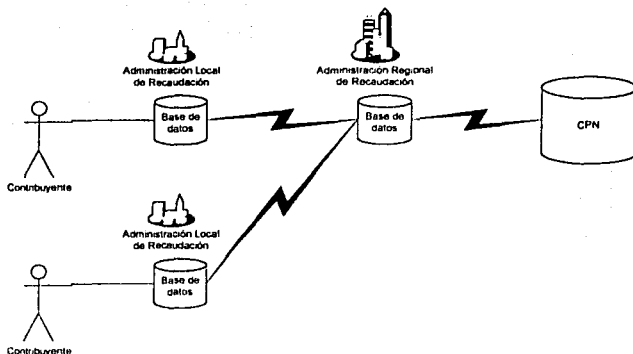 Administración Local
de Recaudación
Base de
datos
Contribuyente
Administración Regional
de Recaudación
Base de
datos
CPN
Administración Local
de Recaudación
Base de
datos
Contribuyente